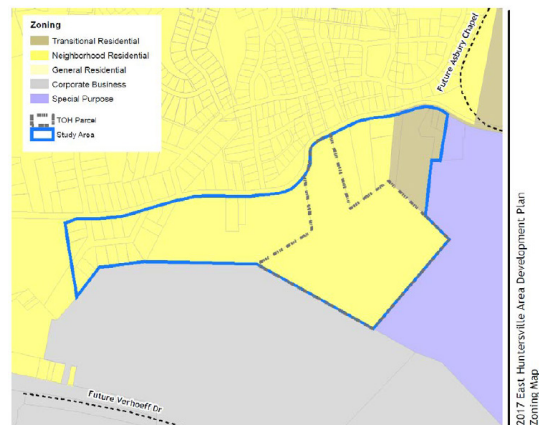 Zoning
Transitional Residential
Neighborhood Residential
General Residential
Corporate Business
Special Purpose
TOH Parcel
Study Area
Future Asbury Chapel
Future Verhoeff Dr
2017 East Huntersville Area Development Plan
Zoning Map